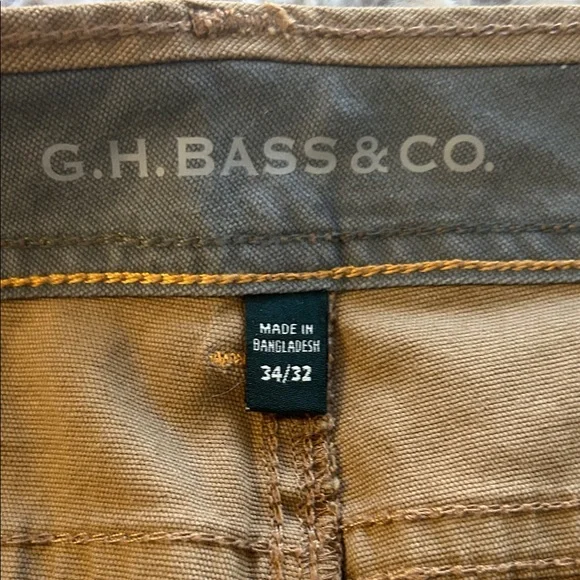 G.H.BASS & CO.
MADE IN
BANGLADESH
34/32